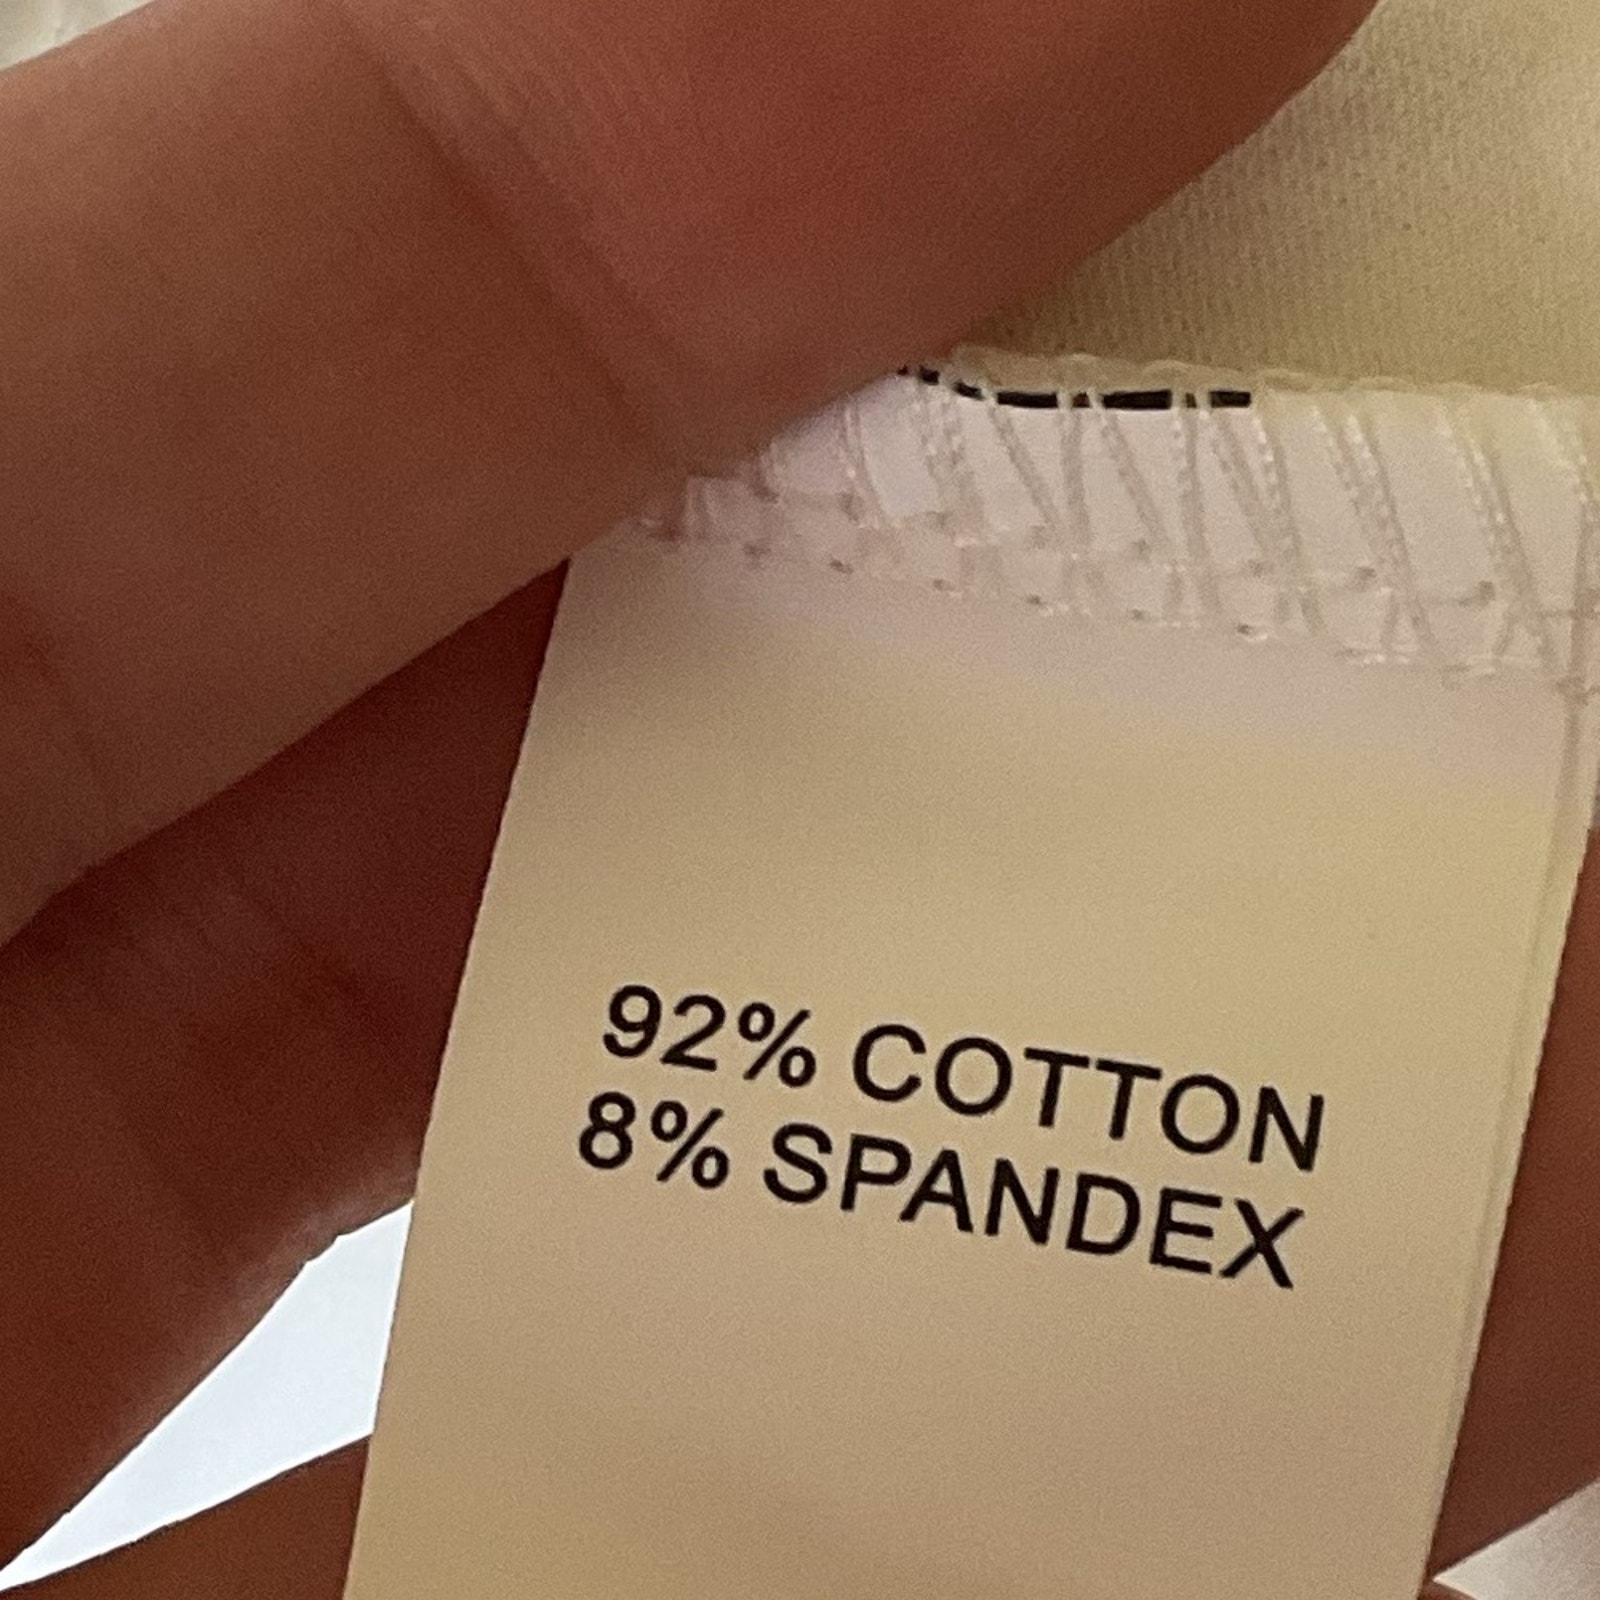 92% COTTON
8% SPANDEX